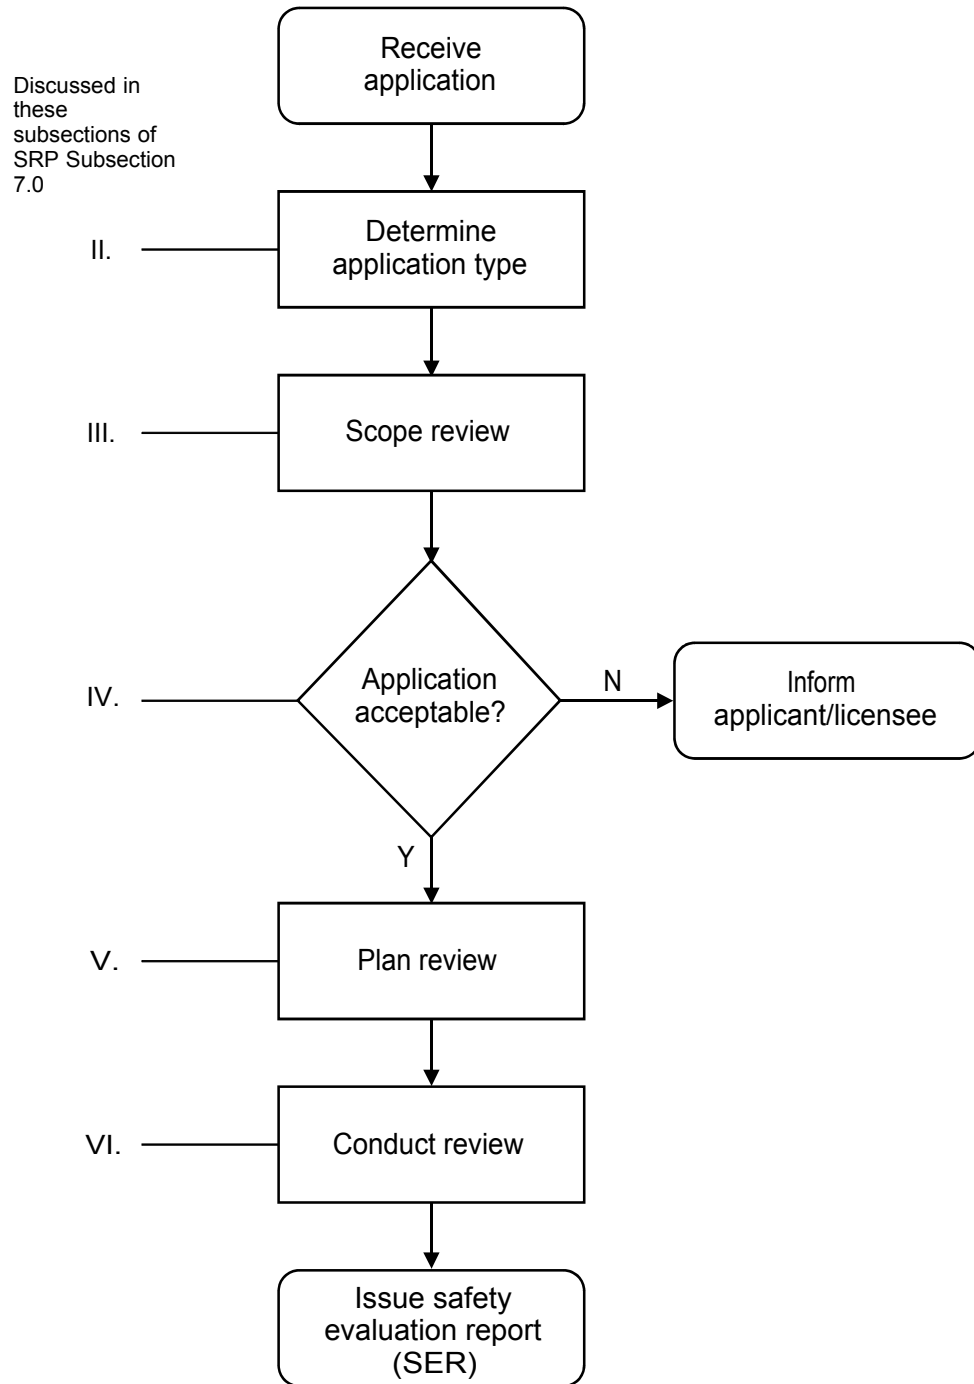 Receive
application
Discussed in
these
subsections of
SRP Subsection
7.0
II.
Determine
application type
III.
Scope review
IV.
Application
acceptable?
N
Inform
applicant/licensee
Y
V.
Plan review
VI.
Conduct review
Issue safety
evaluation report
(SER)